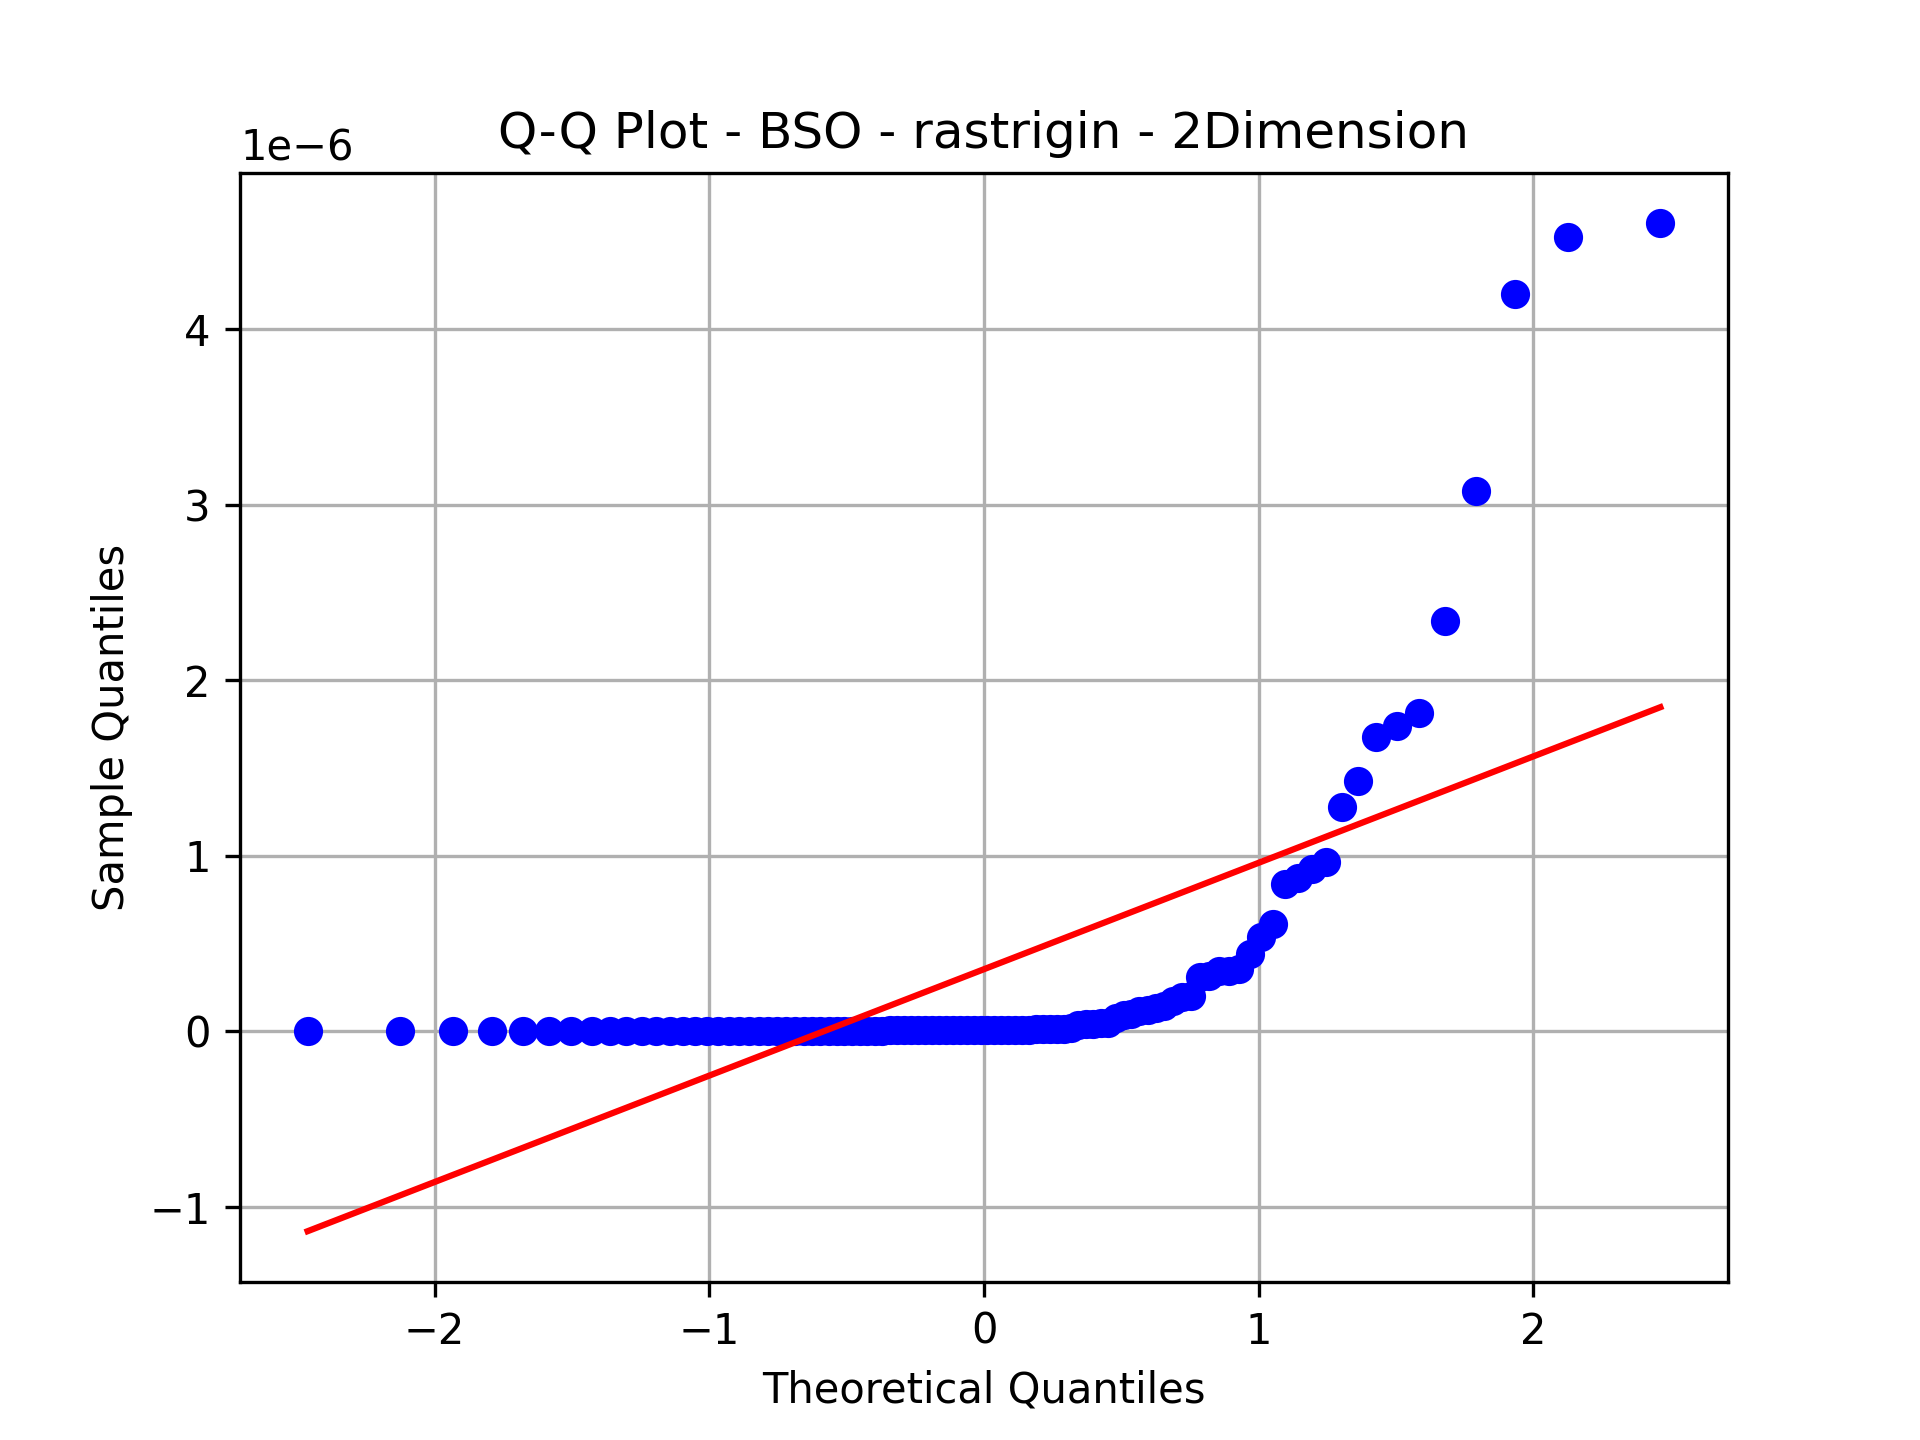 Q-Q Plot - BSO - rastrigin - 2Dimension
1e−6
4
3
2
1
0
−1
Sample Quantiles
−2 −1 0 1 2
Theoretical Quantiles